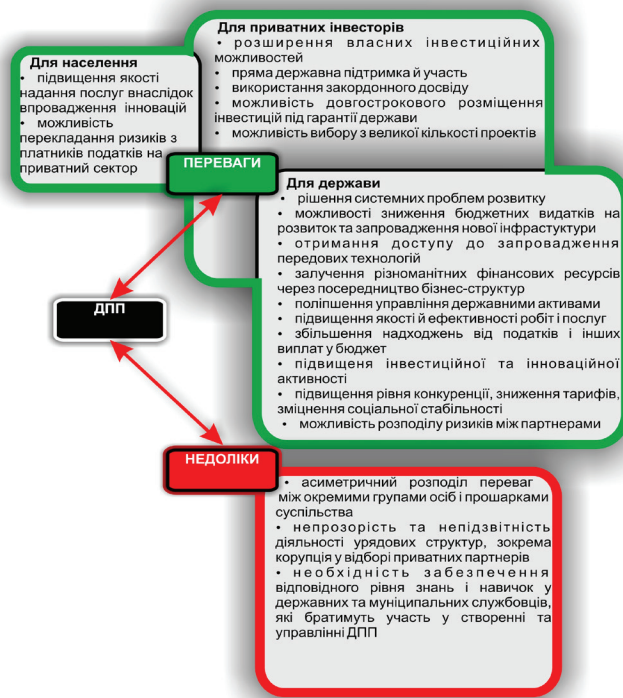 Для приватних інвесторів
• розширення власних інвестиційних
можливостей
• пряма державна підтримка й участь
• використання закордонного досвіду
• можливість довгострокового розміщення
інвестицій під гарантії держави
• можливість вибору з великої кількості проектів
Для населення
• підвищення якості
надання послуг внаслідок
впровадження інновацій
• можливість
перекладання ризиків з
платників податків на
приватний сектор
ПЕРЕВАГИ
Для держави
• рішення системних проблем розвитку
• можливості зниження бюджетних видатків на
розвиток та запровадження нової інфрастуктури
• отримання доступу до запровадження
передових технологій
• залучення різноманітних фінансових ресурсів
через посередництво бізнес-структур
• поліпшення управління державними активами
• підвищення якості й ефективності робіт і послуг
• збільшення надходжень від податків і інших
виплат у бюджет
• підвищеня інвестиційної та інноваційної
активності
• підвищення рівня конкуренції, зниження тарифів,
зміцнення соціальної стабільності
• можливість розподілу ризиків між партнерами
ДПП
НЕДОЛІКИ
• асиметричний розподіл переваг
між окремими групами осіб і прошарками
суспільства
• непрозорість та непідзвітність
діяльності урядових структур, зокрема
корупція у відборі приватних партнерів
• необхідність забезпечення
відповідного рівня знань і навичок у
державних та муніципальних службовців,
які братимуть участь у створенні та
управлінні ДПП